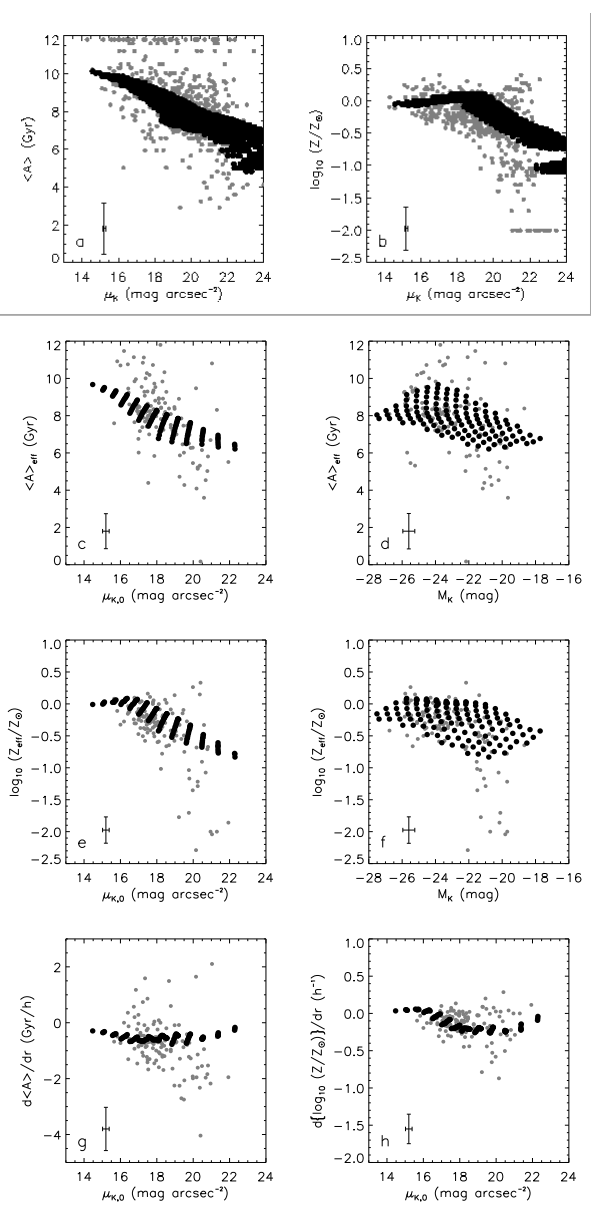 12
10
8
6
4
2
0
<A> (Gyr)
a
14 16 18 20 22 24
μK (mag arcsec⁻²)
1.0
0.5
0.0
−0.5
−1.0
−1.5
−2.0
−2.5
log₁₀ (Z/Z⊙)
b
14 16 18 20 22 24
μK (mag arcsec⁻²)
12
10
8
6
4
2
0
<A>eff (Gyr)
c
14 16 18 20 22 24
μK,0 (mag arcsec⁻²)
12
10
8
6
4
2
0
<A>eff (Gyr)
d
−28 −26 −24 −22 −20 −18 −16
MK (mag)
1.0
0.5
0.0
−0.5
−1.0
−1.5
−2.0
−2.5
log₁₀ (Zeff/Z⊙)
e
14 16 18 20 22 24
μK,0 (mag arcsec⁻²)
1.0
0.5
0.0
−0.5
−1.0
−1.5
−2.0
−2.5
log₁₀ (Zeff/Z⊙)
f
−28 −26 −24 −22 −20 −18 −16
MK (mag)
2
0
−2
−4
d<A>/dr (Gyr/h)
g
14 16 18 20 22 24
μK,0 (mag arcsec⁻²)
1.0
0.5
0.0
−0.5
−1.0
−1.5
−2.0
d{log₁₀ (Z/Z⊙)}/dr (h⁻¹)
h
14 16 18 20 22 24
μK,0 (mag arcsec⁻²)